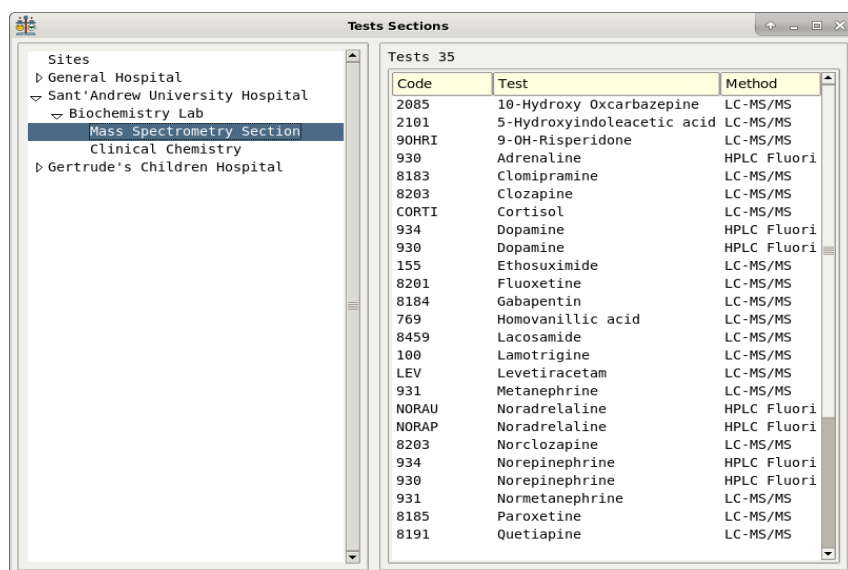 Tests Sections
Sites
General Hospital
Sant'Andrew University Hospital
Biochemistry Lab
Mass Spectrometry Section
Clinical Chemistry
Gertrude's Children Hospital
Tests 35
Code Test Method
2085 10-Hydroxy Oxcarbazepine LC-MS/MS
2101 5-Hydroxyindoleacetic acid LC-MS/MS
9OHRI 9-OH-Risperidone LC-MS/MS
930 Adrenaline HPLC Fluori
8183 Clomipramine LC-MS/MS
8203 Clozapine LC-MS/MS
CORTI Cortisol LC-MS/MS
934 Dopamine HPLC Fluori
930 Dopamine HPLC Fluori
155 Ethosuximide LC-MS/MS
8201 Fluoxetine LC-MS/MS
8184 Gabapentin LC-MS/MS
769 Homovanillic acid LC-MS/MS
8459 Lacosamide LC-MS/MS
100 Lamotrigine LC-MS/MS
LEV Levetiracetam LC-MS/MS
931 Metanephrine LC-MS/MS
NORAU Noradrelaline HPLC Fluori
NORAP Noradrelaline HPLC Fluori
8203 Norclozapine LC-MS/MS
934 Norepinephrine HPLC Fluori
930 Norepinephrine HPLC Fluori
931 Normetanephrine LC-MS/MS
8185 Paroxetine LC-MS/MS
8191 Quetiapine LC-MS/MS